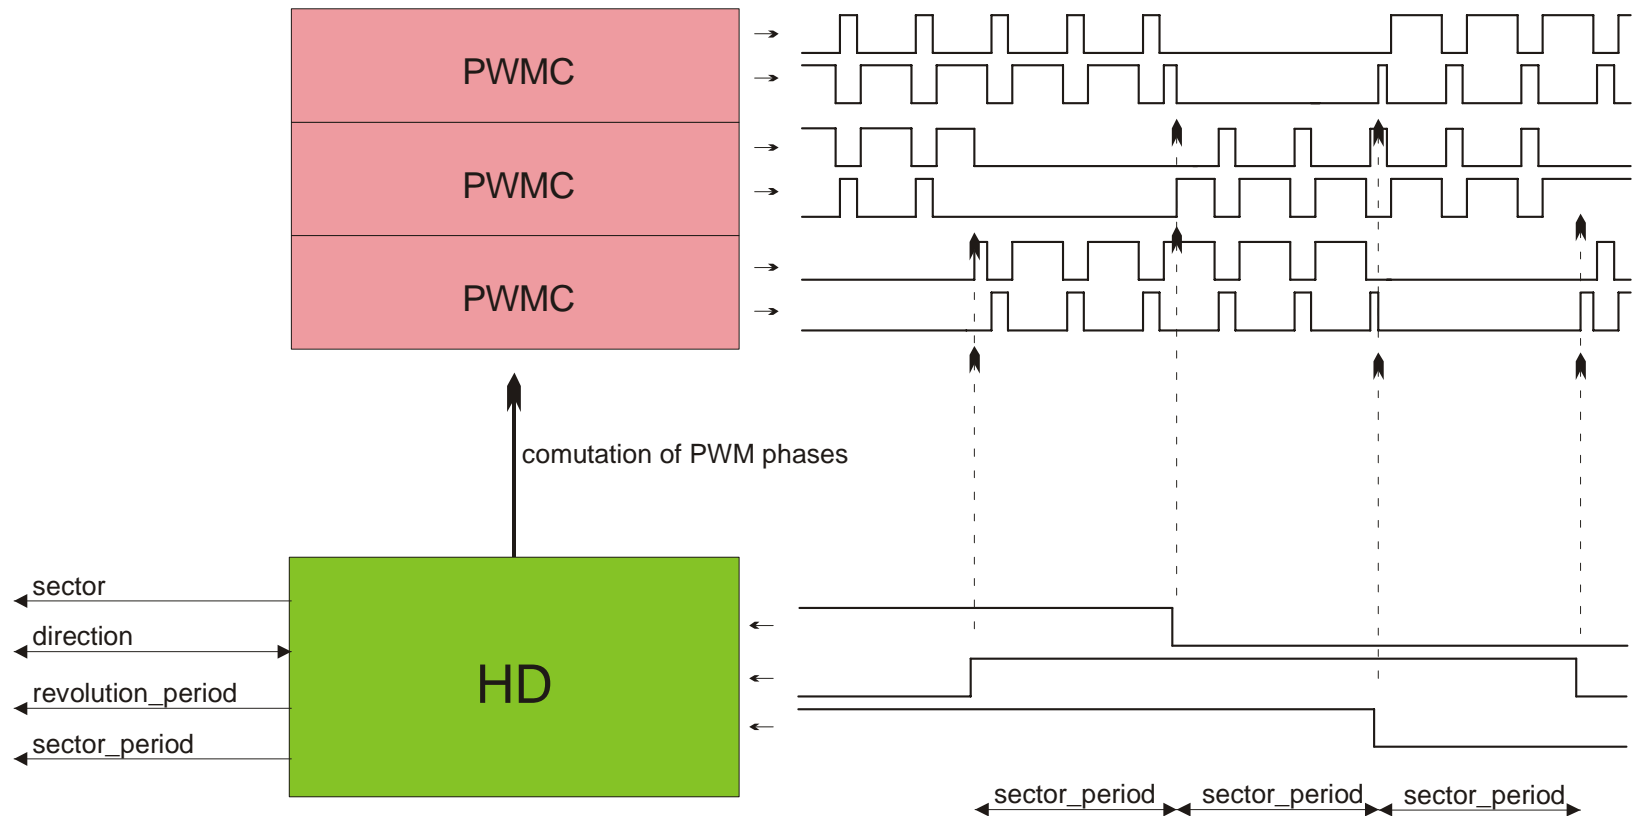 PWMC
PWMC
PWMC
comutation of PWM phases
sector
direction
HD
revolution_period
sector_period
sector_period sector_period sector_period